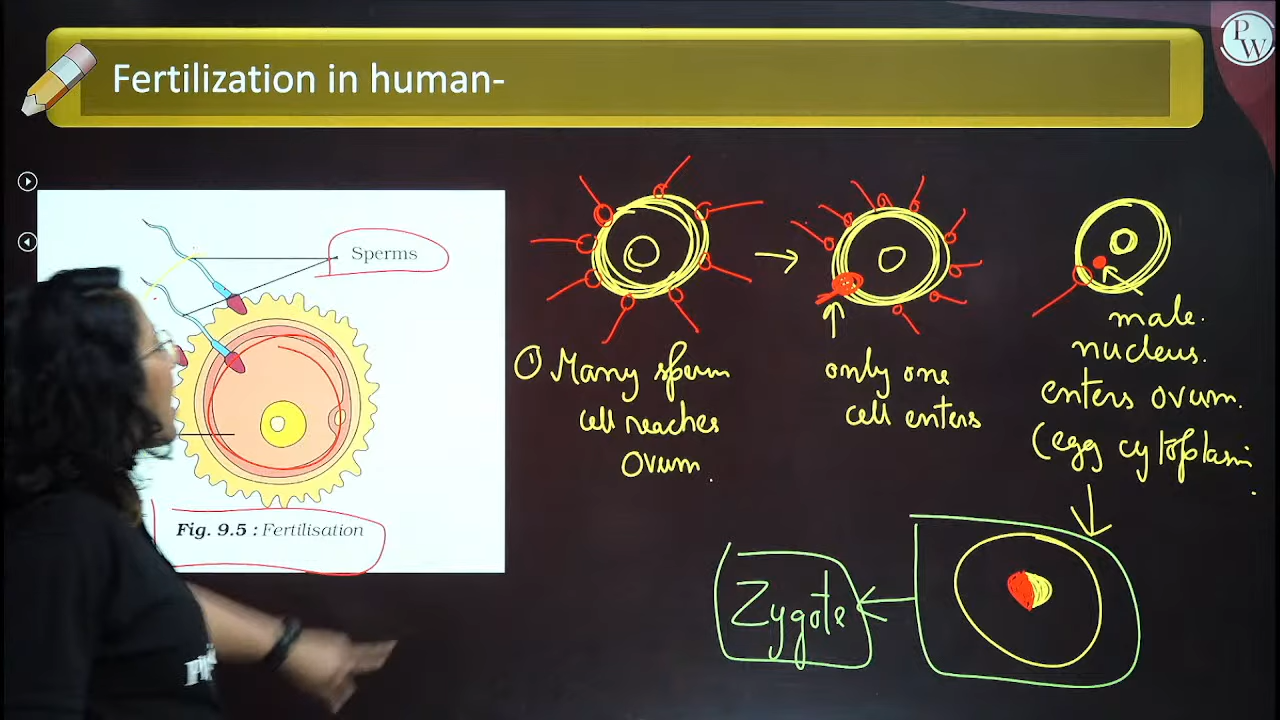 Fertilization in human-
PW
Sperms
Fig. 9.5 : Fertilisation
① Many sperm
cell reaches
Ovum.
only one
cell enters
male.
nucleus.
enters ovum.
(egg cytoplasm
.
Zygote